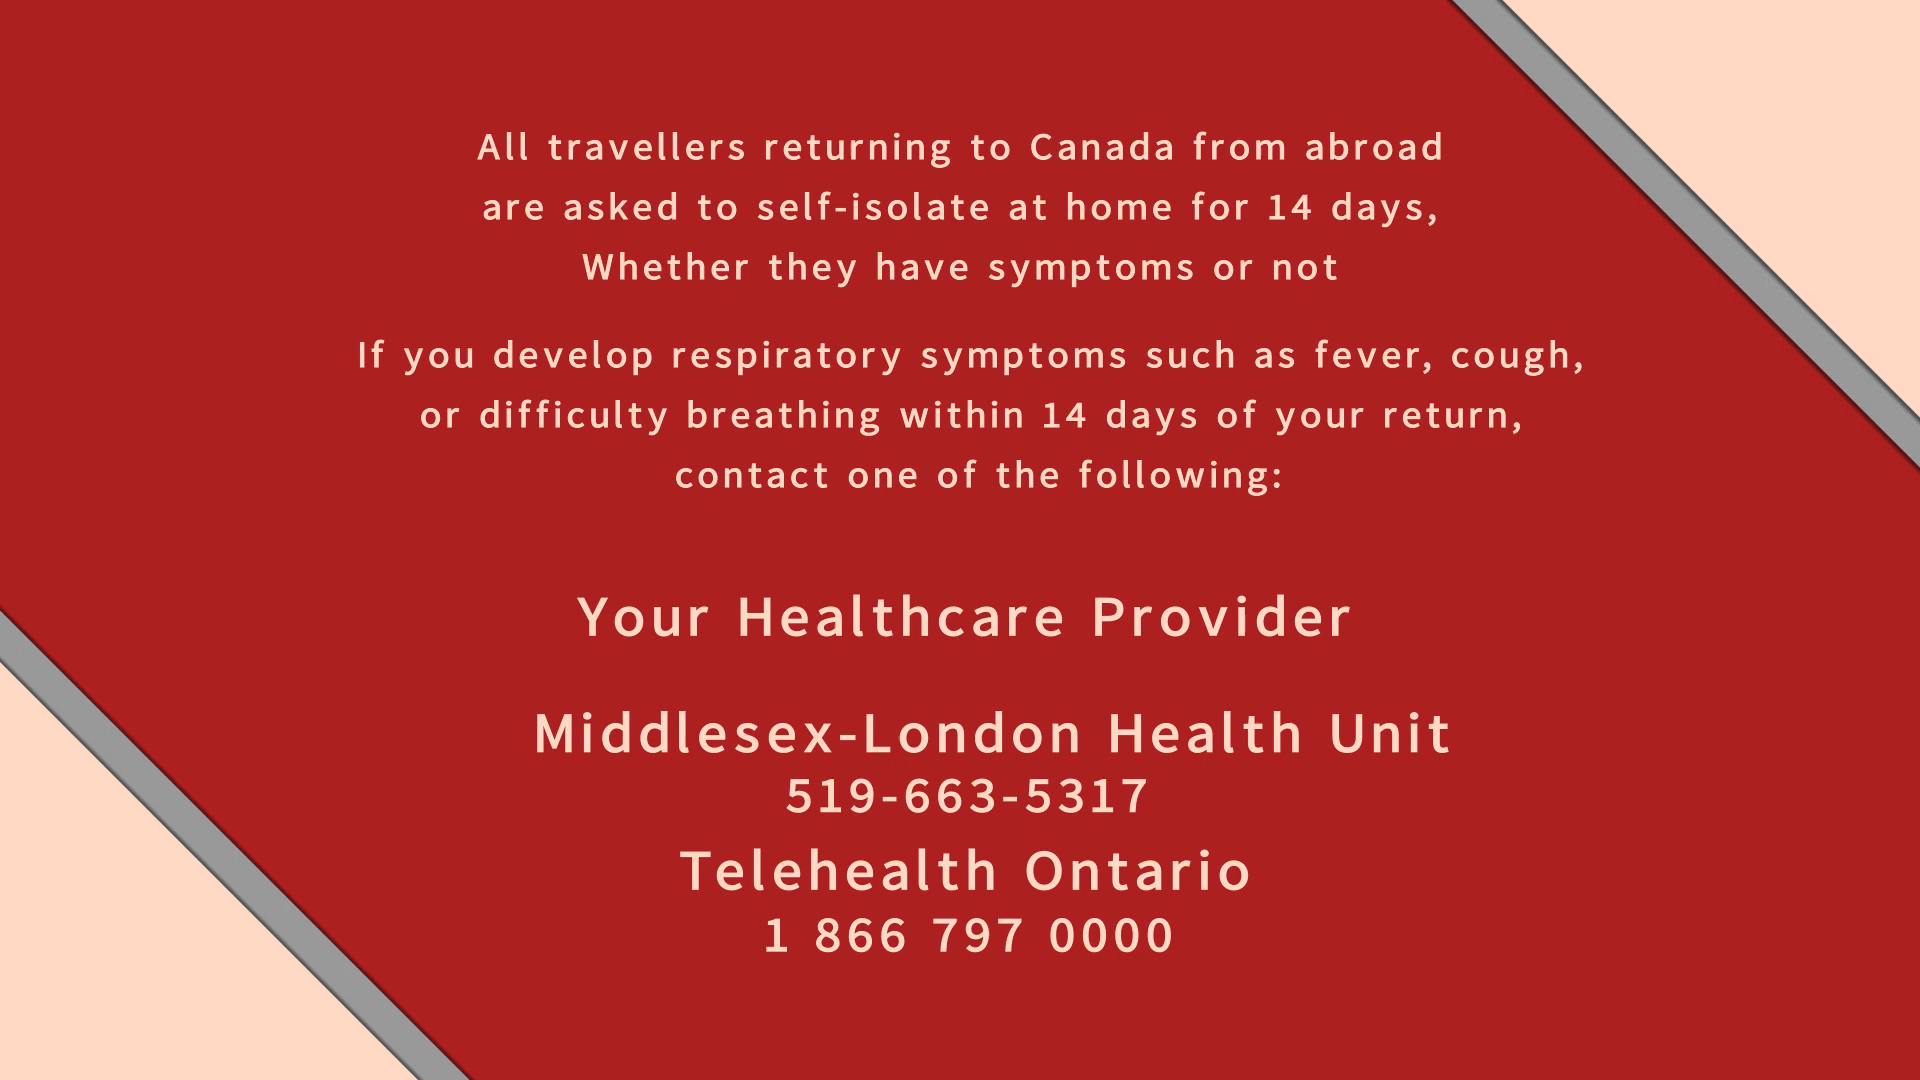 All travellers returning to Canada from abroad
are asked to self-isolate at home for 14 days,
Whether they have symptoms or not
If you develop respiratory symptoms such as fever, cough,
or difficulty breathing within 14 days of your return,
contact one of the following:
Your Healthcare Provider
Middlesex-London Health Unit
519-663-5317
Telehealth Ontario
1 866 797 0000